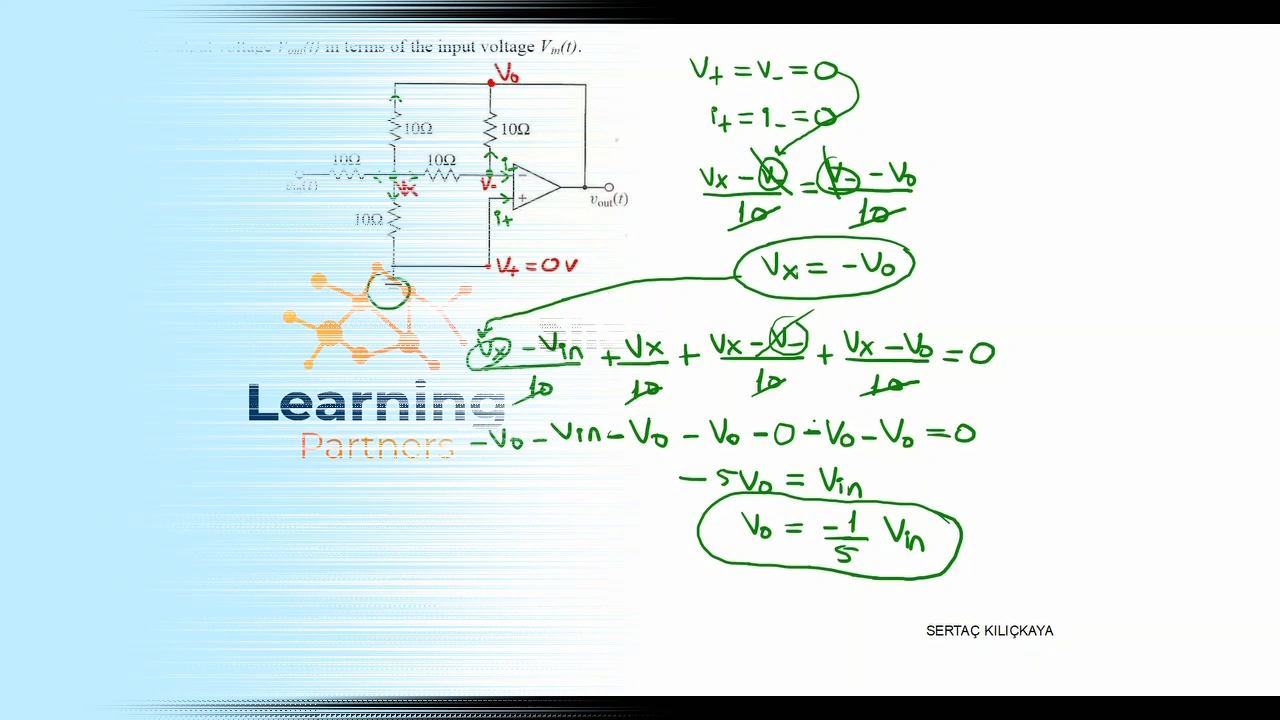 voltage Vout(t) in terms of the input voltage Vin(t).
Vo
10Ω 10Ω
10Ω 10Ω
i-
vin(t) Vx V- − +
vout(t)
10Ω i+
V+ = 0 V
V+ = V- = 0
i+ = i- = 0
Vx - V- / 10 = V- - Vo / 10
Vx = -Vo
Vx - Vin / 10 + Vx / 10 + Vx - V- / 10 + Vx - Vo / 10 = 0
-Vo - Vin - Vo - Vo - 0 - Vo - Vo = 0
-5Vo = Vin
Vo = -1/5 Vin
Learning
Partners
SERTAÇ KILIÇKAYA